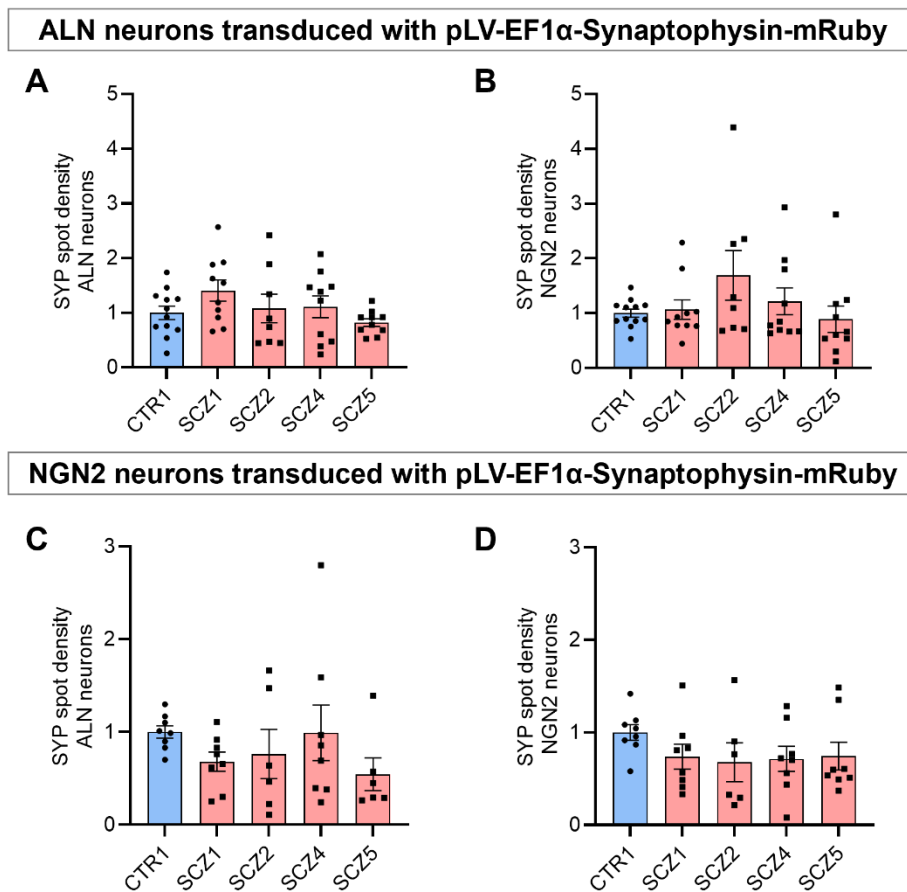 ALN neurons transduced with pLV-EF1α-Synaptophysin-mRuby
A
SYP spot density
ALN neurons
5
4
3
2
1
0
CTR1
SCZ1
SCZ2
SCZ4
SCZ5
B
SYP spot density
NGN2 neurons
5
4
3
2
1
0
CTR1
SCZ1
SCZ2
SCZ4
SCZ5
NGN2 neurons transduced with pLV-EF1α-Synaptophysin-mRuby
C
SYP spot density
ALN neurons
3
2
1
0
CTR1
SCZ1
SCZ2
SCZ4
SCZ5
D
SYP spot density
NGN2 neurons
3
2
1
0
CTR1
SCZ1
SCZ2
SCZ4
SCZ5